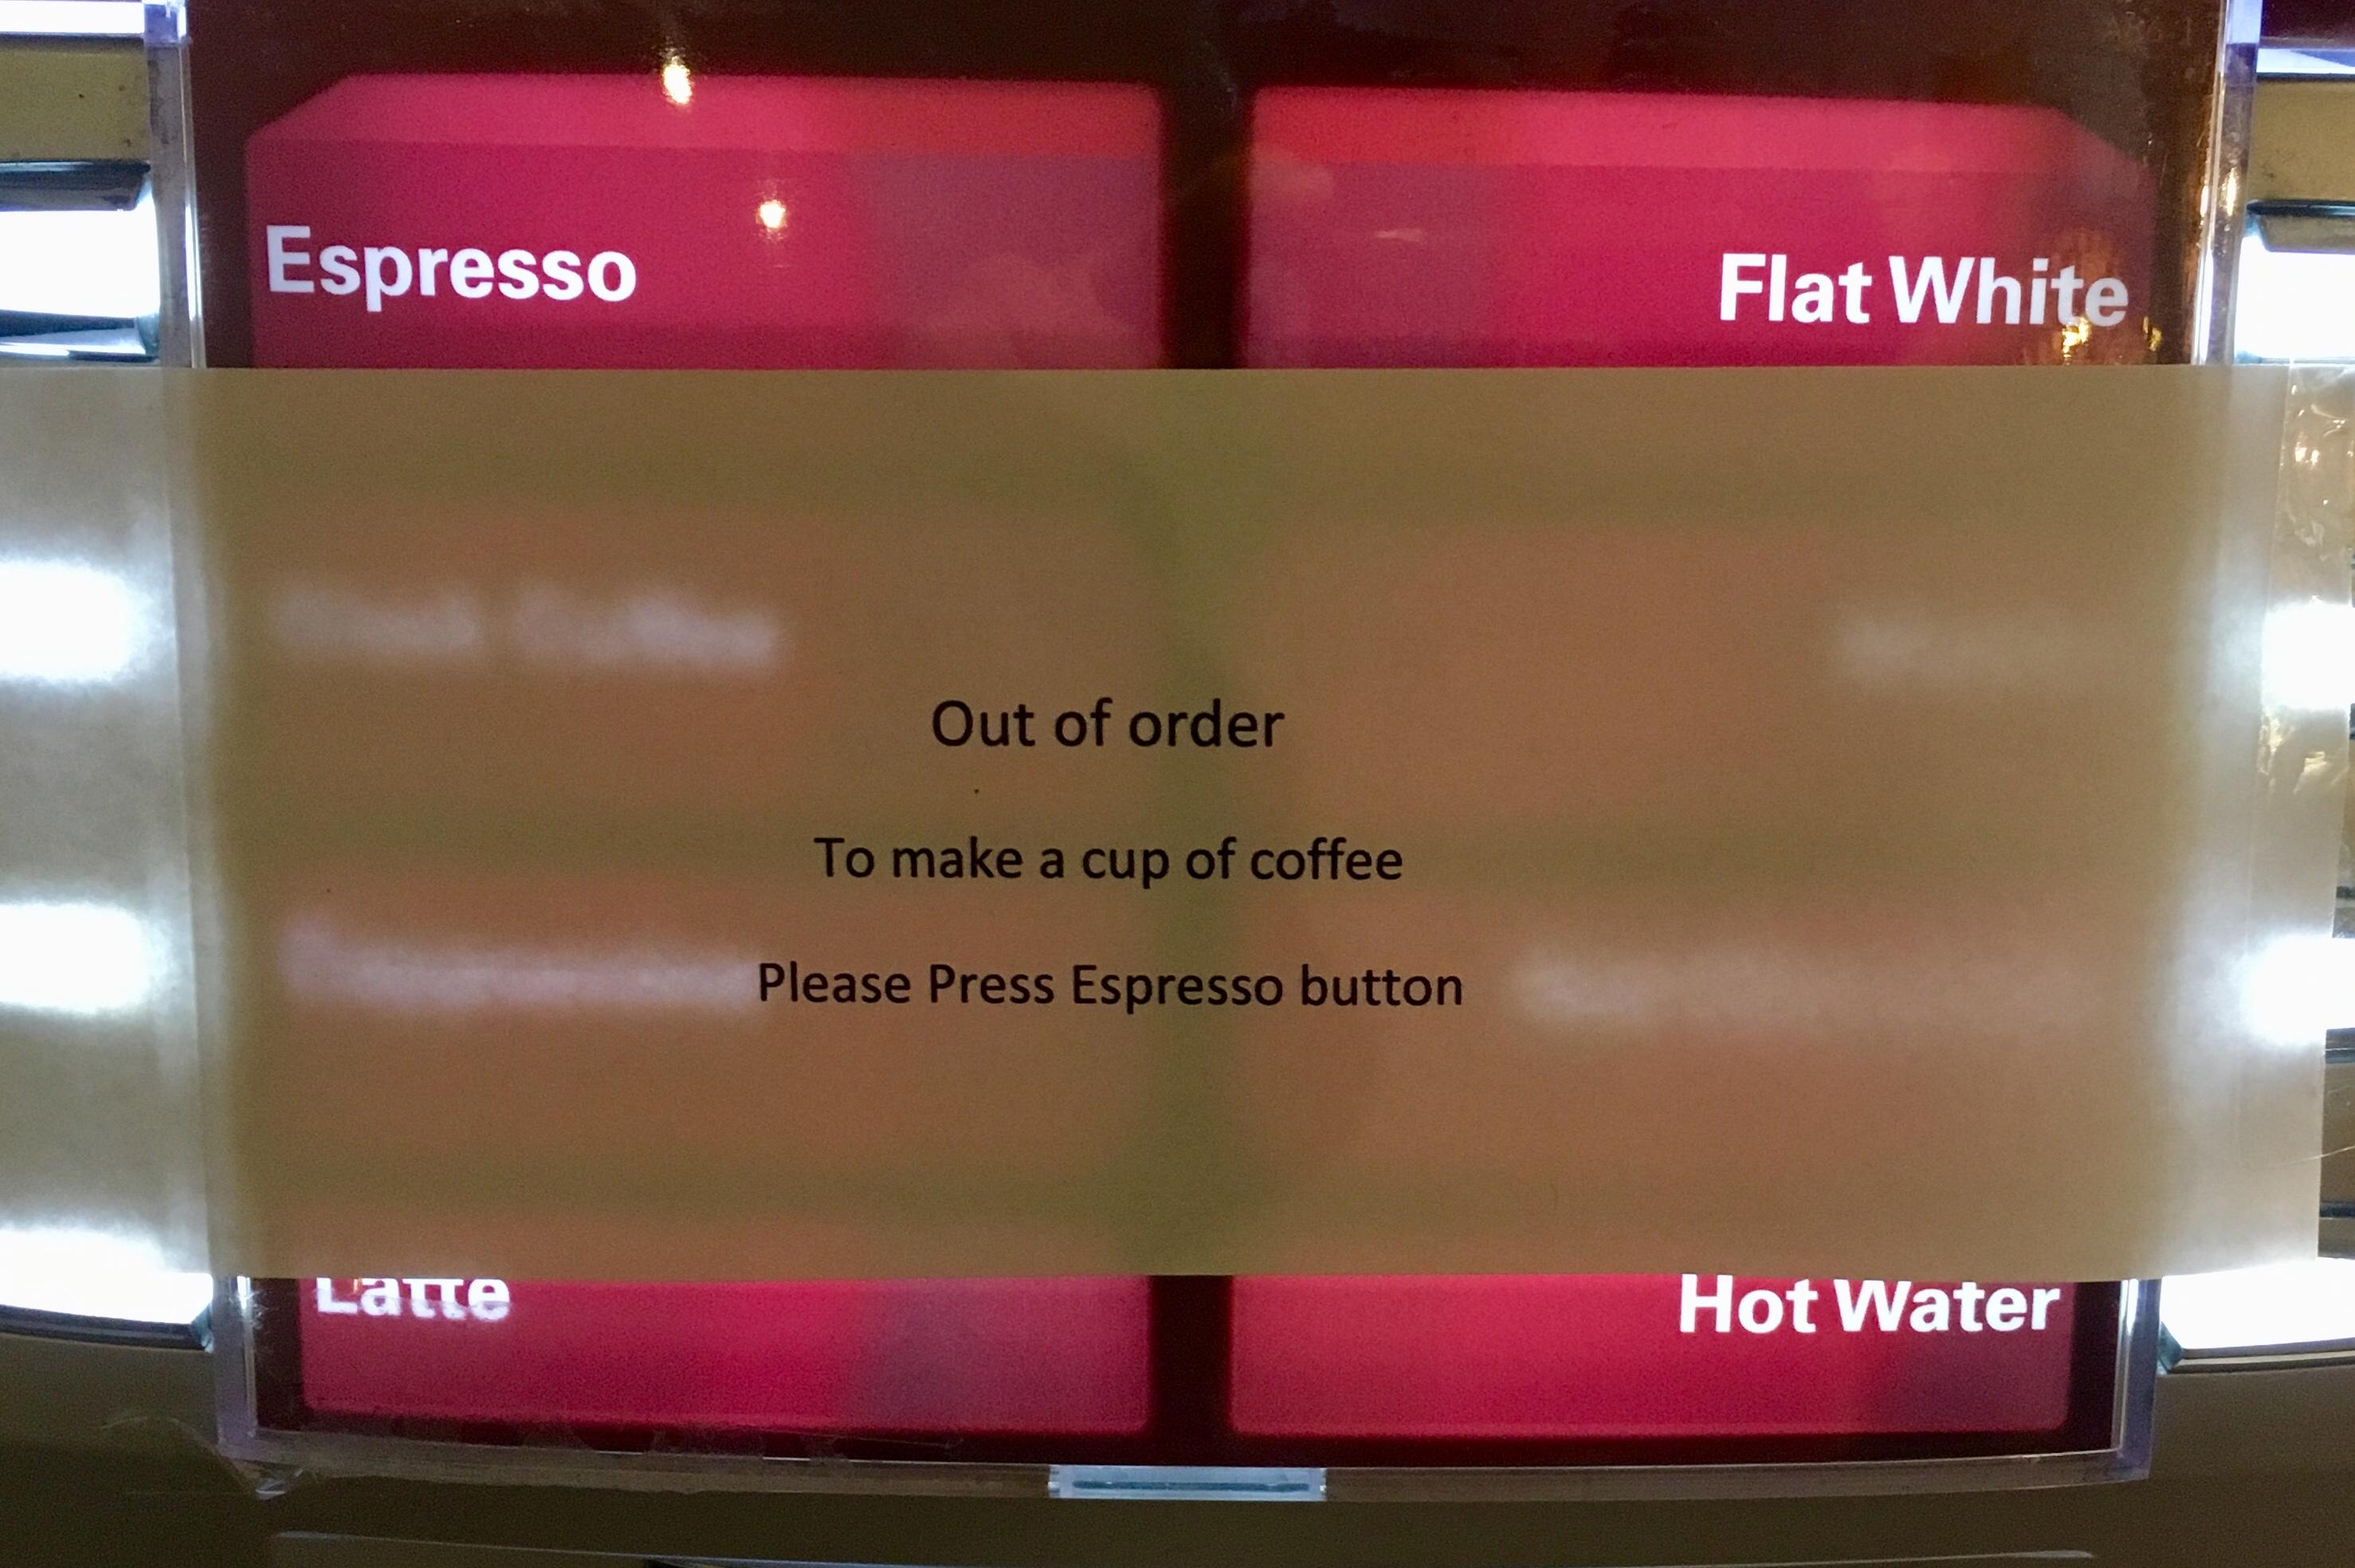 Espresso
Flat White
Out of order
To make a cup of coffee
Please Press Espresso button
Latte
Hot Water